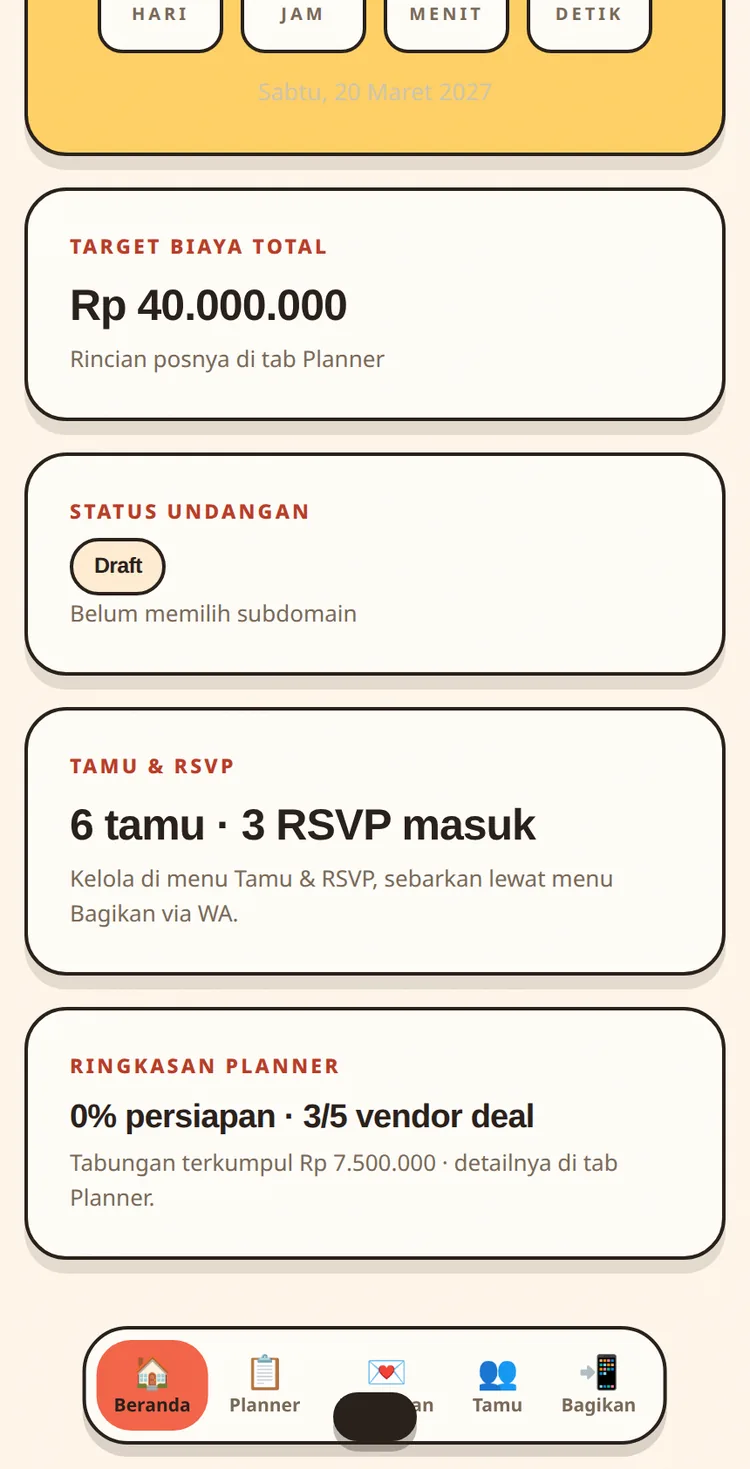 HARI JAM MENIT DETIK
Sabtu, 20 Maret 2027
TARGET BIAYA TOTAL
Rp 40.000.000
Rincian posnya di tab Planner
STATUS UNDANGAN
Draft
Belum memilih subdomain
TAMU & RSVP
6 tamu · 3 RSVP masuk
Kelola di menu Tamu & RSVP, sebarkan lewat menu
Bagikan via WA.
RINGKASAN PLANNER
0% persiapan · 3/5 vendor deal
Tabungan terkumpul Rp 7.500.000 · detailnya di tab
Planner.
Beranda Planner Tamu Bagikan